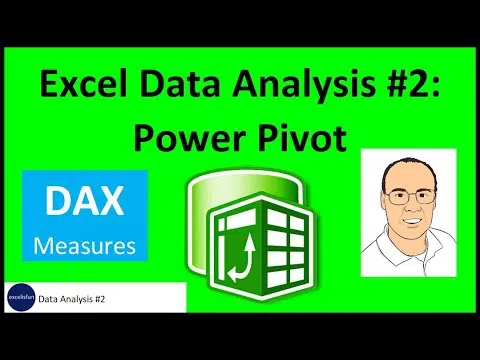 Excel Data Analysis #2:
Power Pivot
DAX
Measures
excelisfun
Data Analysis #2